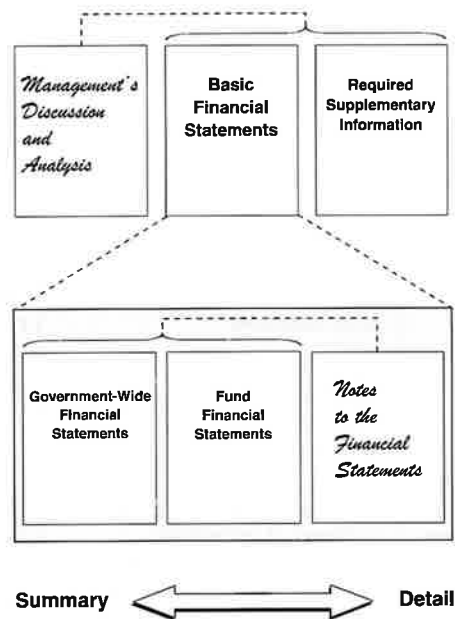 Management's
Discussion
and
Analysis
Basic
Financial
Statements
Required
Supplementary
Information
Government-Wide
Financial
Statements
Fund
Financial
Statements
Notes
to the
Financial
Statements
Summary
Detail